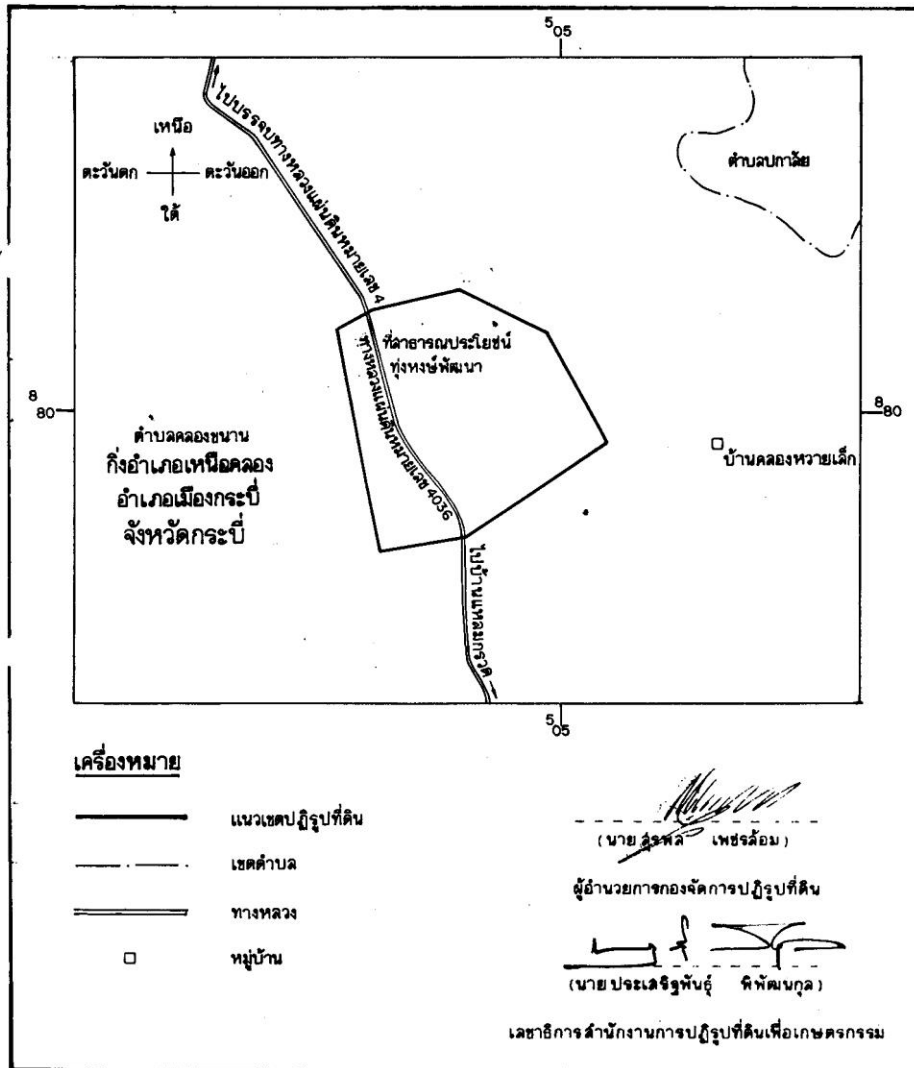 ⁵05
ไปบรรจบทางหลวงแผ่นดินหมายเลข 4
เหนือ
ตะวันตก
ตะวันออก
ใต้
ตำบลปกาสัย
ที่สาธารณประโยชน์
ทุ่งหงษ์พัฒนา
ทางหลวงแผ่นดินหมายเลข 4036
⁸80
⁸80
ตำบลคลองขนาน
กิ่งอำเภอเหนือคลอง
อำเภอเมืองกระบี่
จังหวัดกระบี่
บ้านคลองหวายเล็ก
ไปบ้านแหลมกรวด
⁵05
เครื่องหมาย
แนวเขตปฏิรูปที่ดิน
เขตตำบล
ทางหลวง
หมู่บ้าน
(นาย สุรพล เพชรล้อม)
ผู้อำนวยการกองจัดการปฏิรูปที่ดิน
(นาย ประเสริฐพันธุ์ พิพัฒนกุล)
เลขาธิการสำนักงานการปฏิรูปที่ดินเพื่อเกษตรกรรม